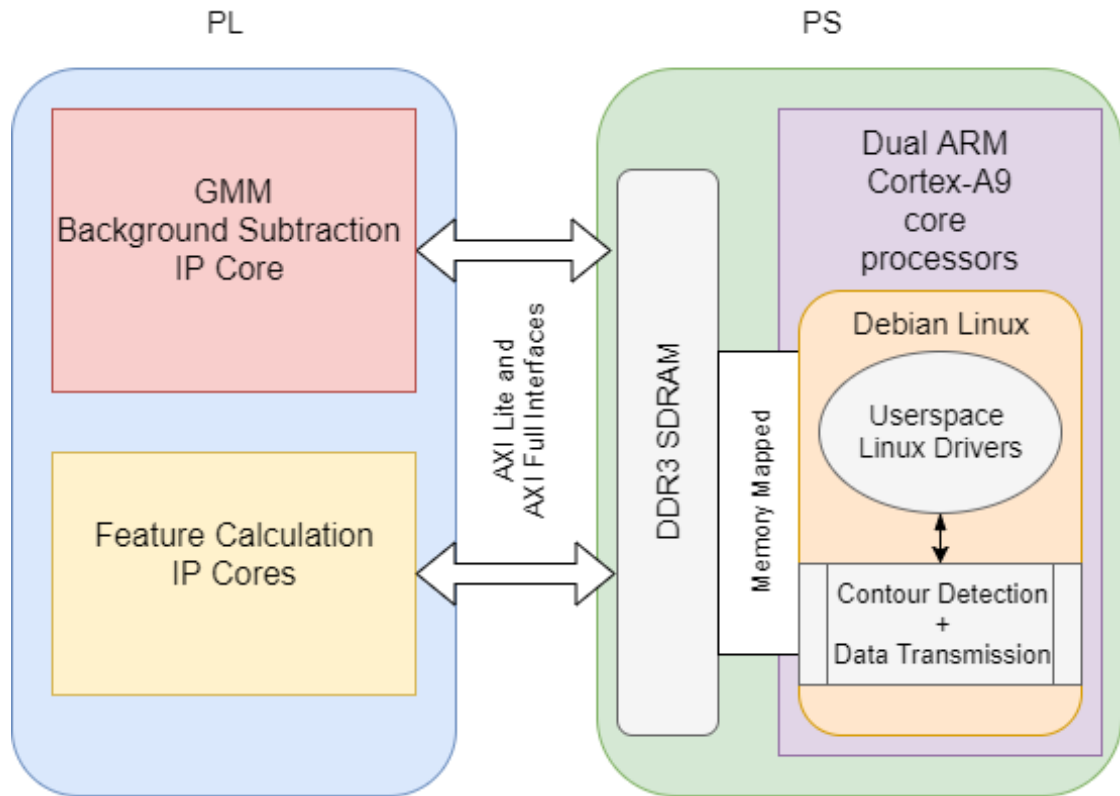 PL
PS
GMM
Background Subtraction
IP Core
Feature Calculation
IP Cores
AXI Lite and
AXI Full Interfaces
DDR3 SDRAM
Memory Mapped
Dual ARM
Cortex-A9
core
processors
Debian Linux
Userspace
Linux Drivers
Contour Detection
+
Data Transmission